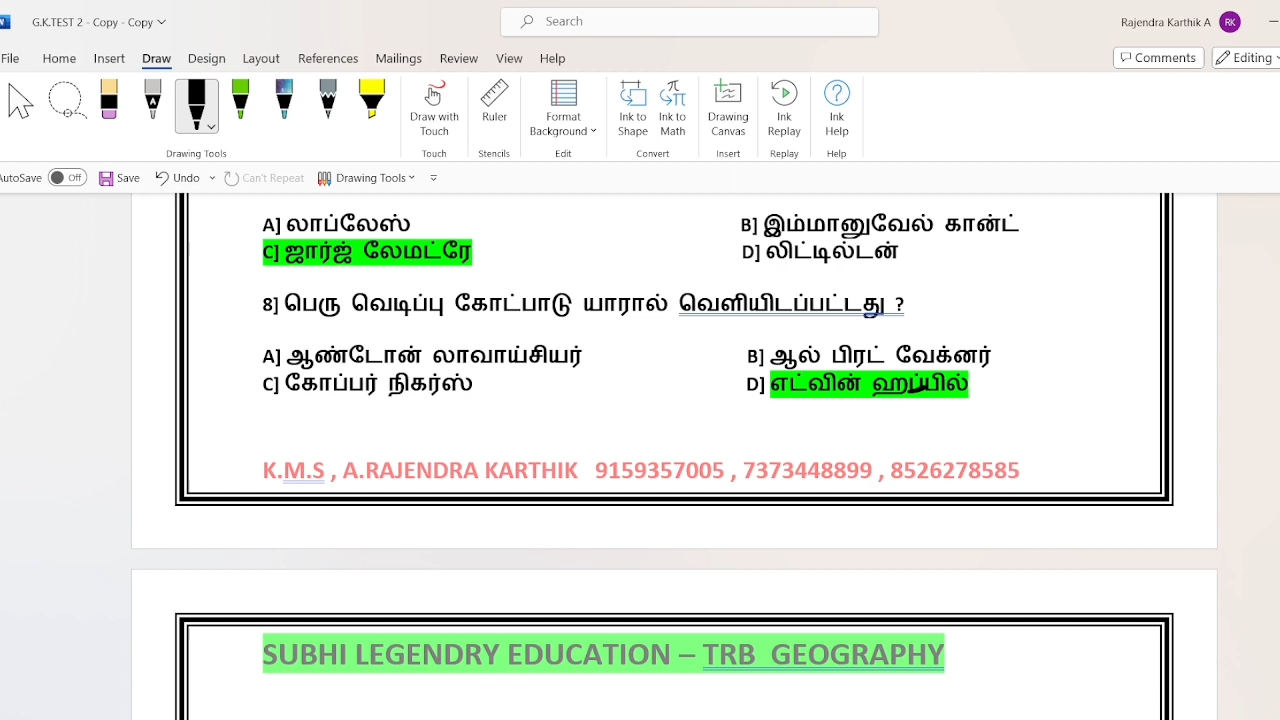 G.K.TEST 2 - Copy - Copy
Search
Rajendra Karthik A RK
File Home Insert Draw Design Layout References Mailings Review View Help
Comments Editing
Draw with Touch
Ruler
Format Background
Ink to Shape
Ink to Math
Drawing Canvas
Ink Replay
Ink Help
Drawing Tools Touch Stencils Edit Convert Insert Replay Help
AutoSave Off Save Undo Can't Repeat Drawing Tools
A] லாப்லேஸ் B] இம்மானுவேல் கான்ட்
C] ஜார்ஜ் லேமட்ரே D] லிட்டில்டன்
8] பெரு வெடிப்பு கோட்பாடு யாரால் வெளியிடப்பட்டது ?
A] ஆண்டோன் லாவாய்சியர் B] ஆல் பிரட் வேக்னர்
C] கோப்பர் நிகர்ஸ் D] எட்வின் ஹப்பில்
K.M.S , A.RAJENDRA KARTHIK 9159357005 , 7373448899 , 8526278585
SUBHI LEGENDRY EDUCATION – TRB GEOGRAPHY